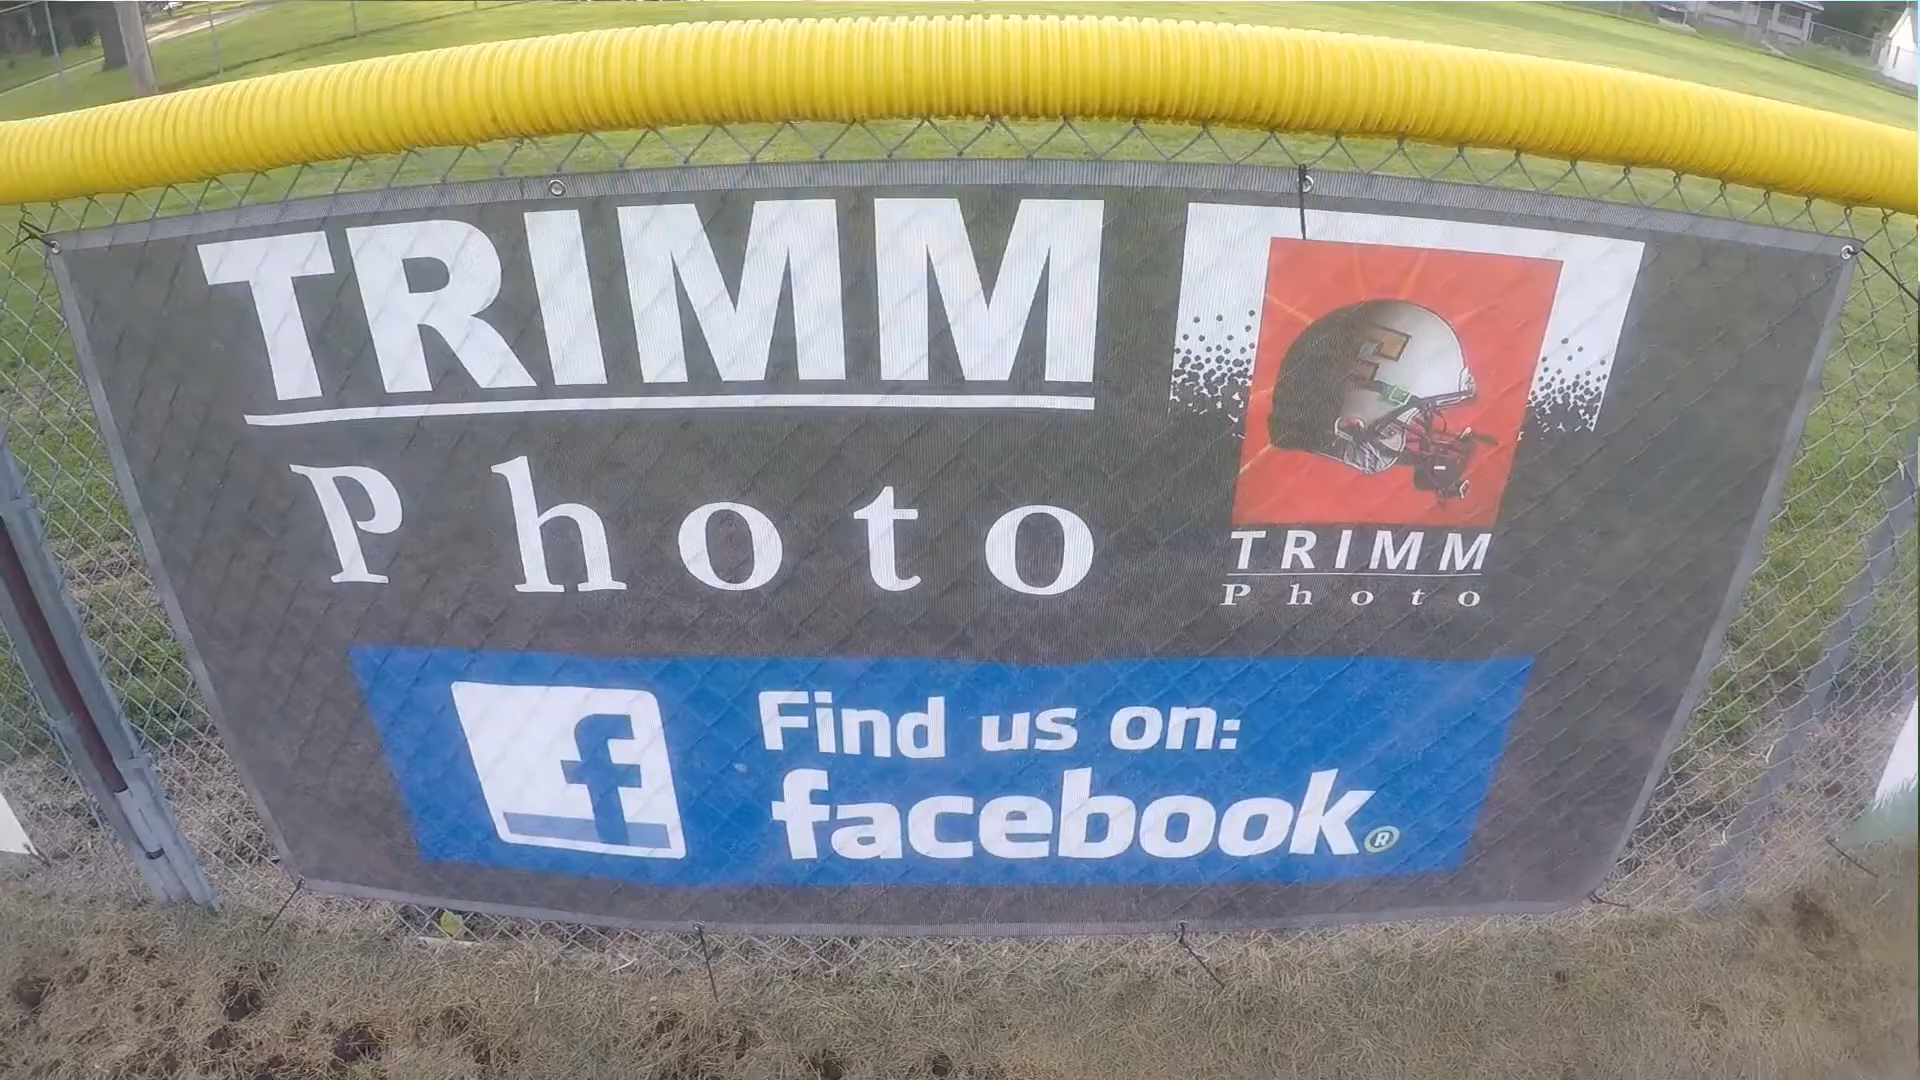 TRIMM
Photo
E
TRIMM
Photo
f
Find us on:
facebook®